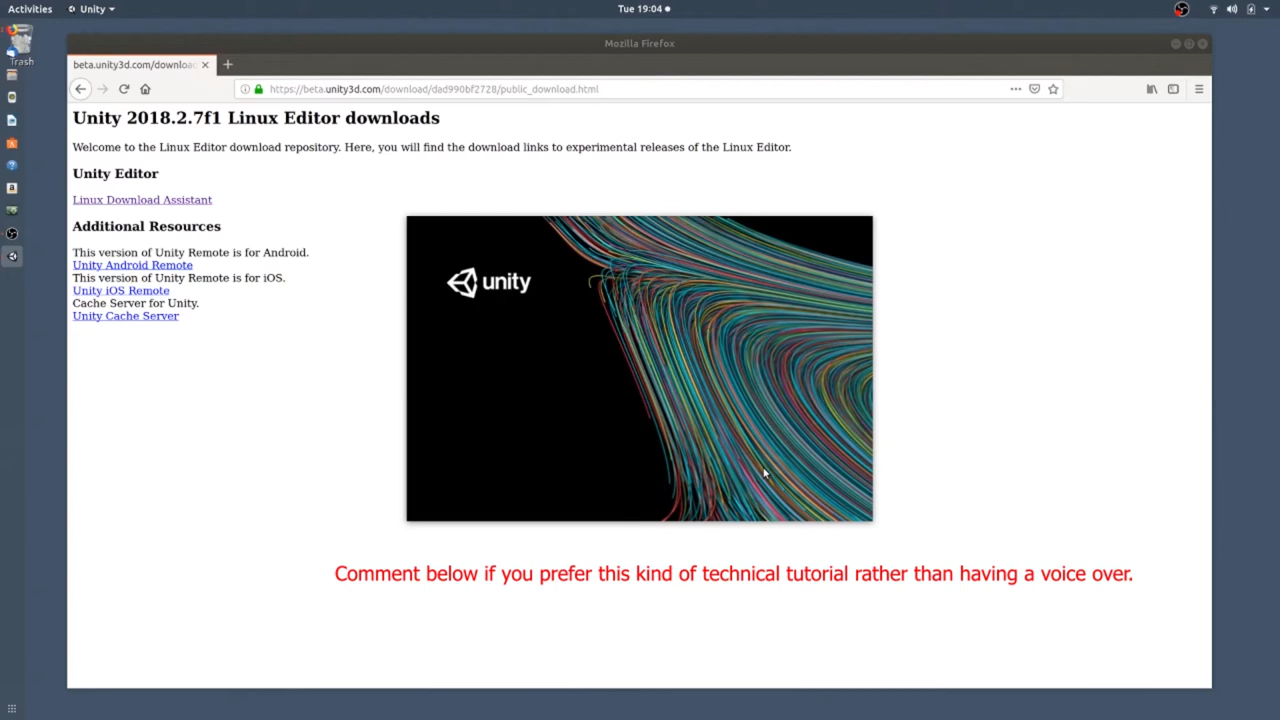 Activities
Unity
Tue 19:04
Trash
Mozilla Firefox
beta.unity3d.com/download
https://beta.unity3d.com/download/dad990bf2728/public_download.html
Unity 2018.2.7f1 Linux Editor downloads
Welcome to the Linux Editor download repository. Here, you will find the download links to experimental releases of the Linux Editor.
Unity Editor
Linux Download Assistant
Additional Resources
This version of Unity Remote is for Android.
Unity Android Remote
This version of Unity Remote is for iOS.
Unity iOS Remote
Cache Server for Unity.
Unity Cache Server
unity
Comment below if you prefer this kind of technical tutorial rather than having a voice over.